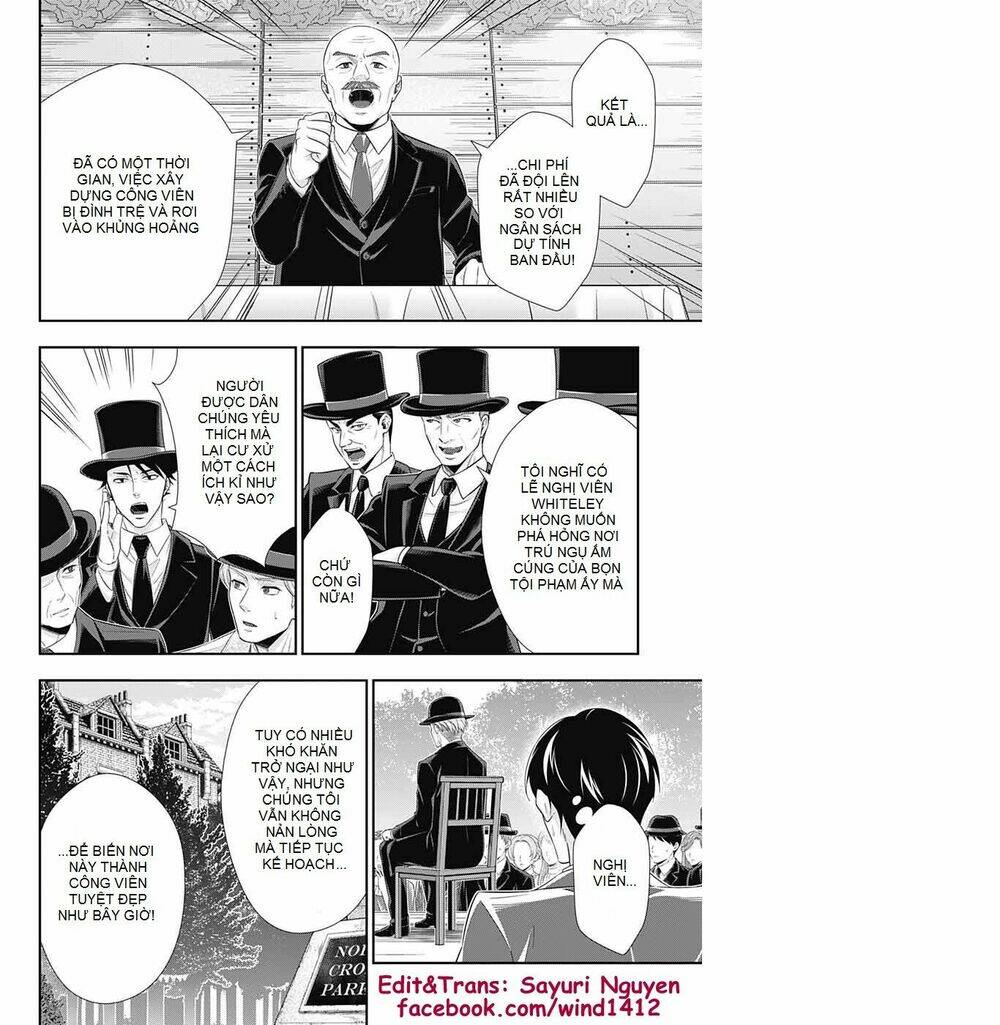 KẾT
QUẢ LÀ...
...CHI PHÍ
ĐÃ ĐỘI LÊN
RẤT NHIỀU
SO VỚI
NGÂN SÁCH
DỰ TÍNH
BAN ĐẦU!
ĐÃ CÓ MỘT THỜI
GIAN, VIỆC XÂY
DỰNG CÔNG VIÊN
BỊ ĐÌNH TRỆ VÀ RƠI
VÀO KHỦNG HOẢNG
TÔI NGHĨ CÓ
LẼ NGHỊ VIÊN
WHITELEY
KHÔNG MUỐN
PHÁ HỎNG NƠI
TRÚ NGỤ ẤM
CÚNG CỦA BỌN
TỘI PHẠM ẤY MÀ
CHỨ
CÒN GÌ
NỮA!
NGƯỜI
ĐƯỢC DÂN
CHÚNG YÊU
THÍCH MÀ
LẠI CƯ XỬ
MỘT CÁCH
ÍCH KỈ NHƯ
VẬY SAO?
NGHỊ
VIÊN...
TUY CÓ NHIỀU
KHÓ KHĂN
TRỞ NGẠI NHƯ
VẬY, NHƯNG
CHÚNG TÔI
VẪN KHÔNG
NẢN LÒNG
MÀ TIẾP TỤC
KẾ HOẠCH...
...ĐỂ BIẾN NƠI
NÀY THÀNH
CÔNG VIÊN
TUYỆT ĐẸP
NHƯ BÂY GIỜ!
CRO
PARK
Edit&Trans: Sayuri Nguyen
facebook.com/wind1412